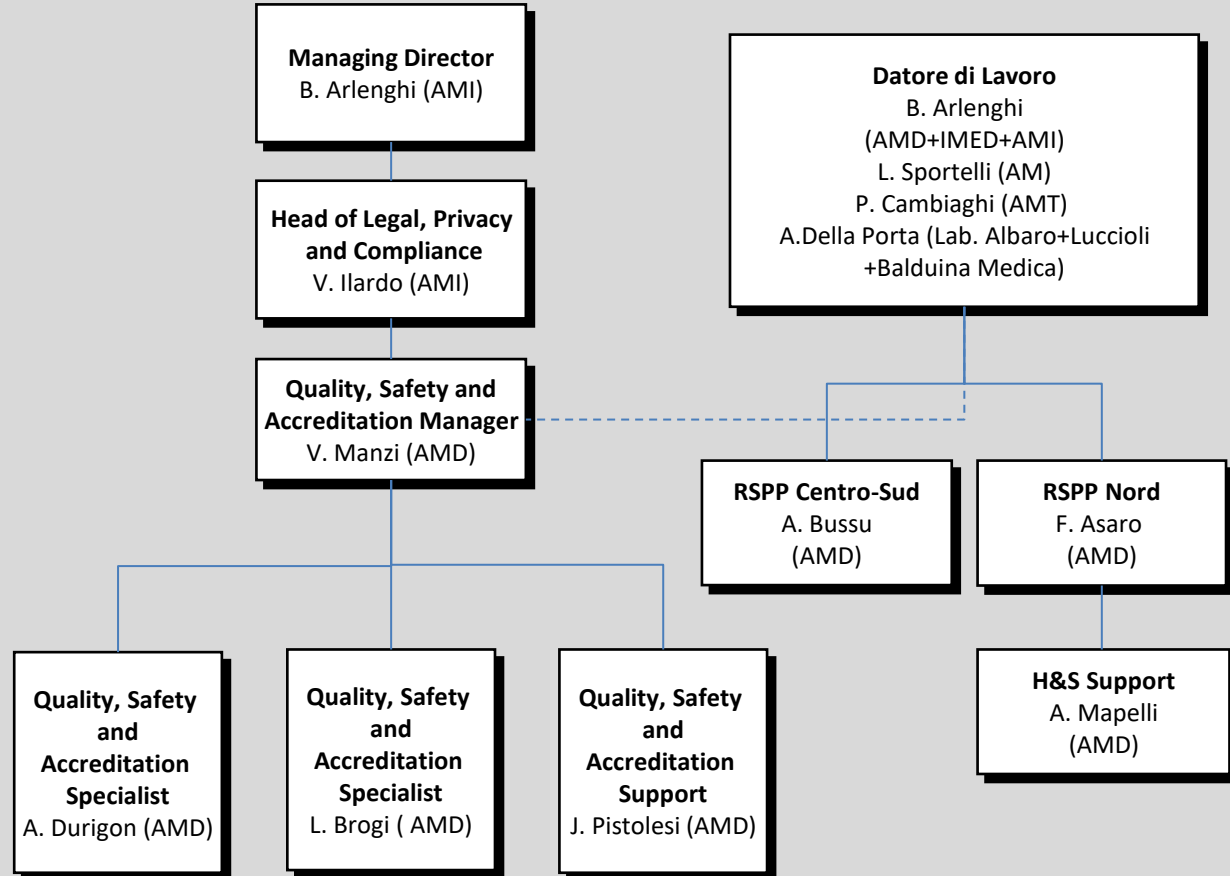 Managing Director
B. Arlenghi (AMI)
Datore di Lavoro
B. Arlenghi
(AMD+IMED+AMI)
L. Sportelli (AM)
P. Cambiaghi (AMT)
A.Della Porta (Lab. Albaro+Luccioli
+Balduina Medica)
Head of Legal, Privacy
and Compliance
V. Ilardo (AMI)
Quality, Safety and
Accreditation Manager
V. Manzi (AMD)
RSPP Centro-Sud
A. Bussu
(AMD)
RSPP Nord
F. Asaro
(AMD)
Quality, Safety
and
Accreditation
Specialist
A. Durigon (AMD)
Quality, Safety
and
Accreditation
Specialist
L. Brogi ( AMD)
Quality, Safety
and
Accreditation
Support
J. Pistolesi (AMD)
H&S Support
A. Mapelli
(AMD)